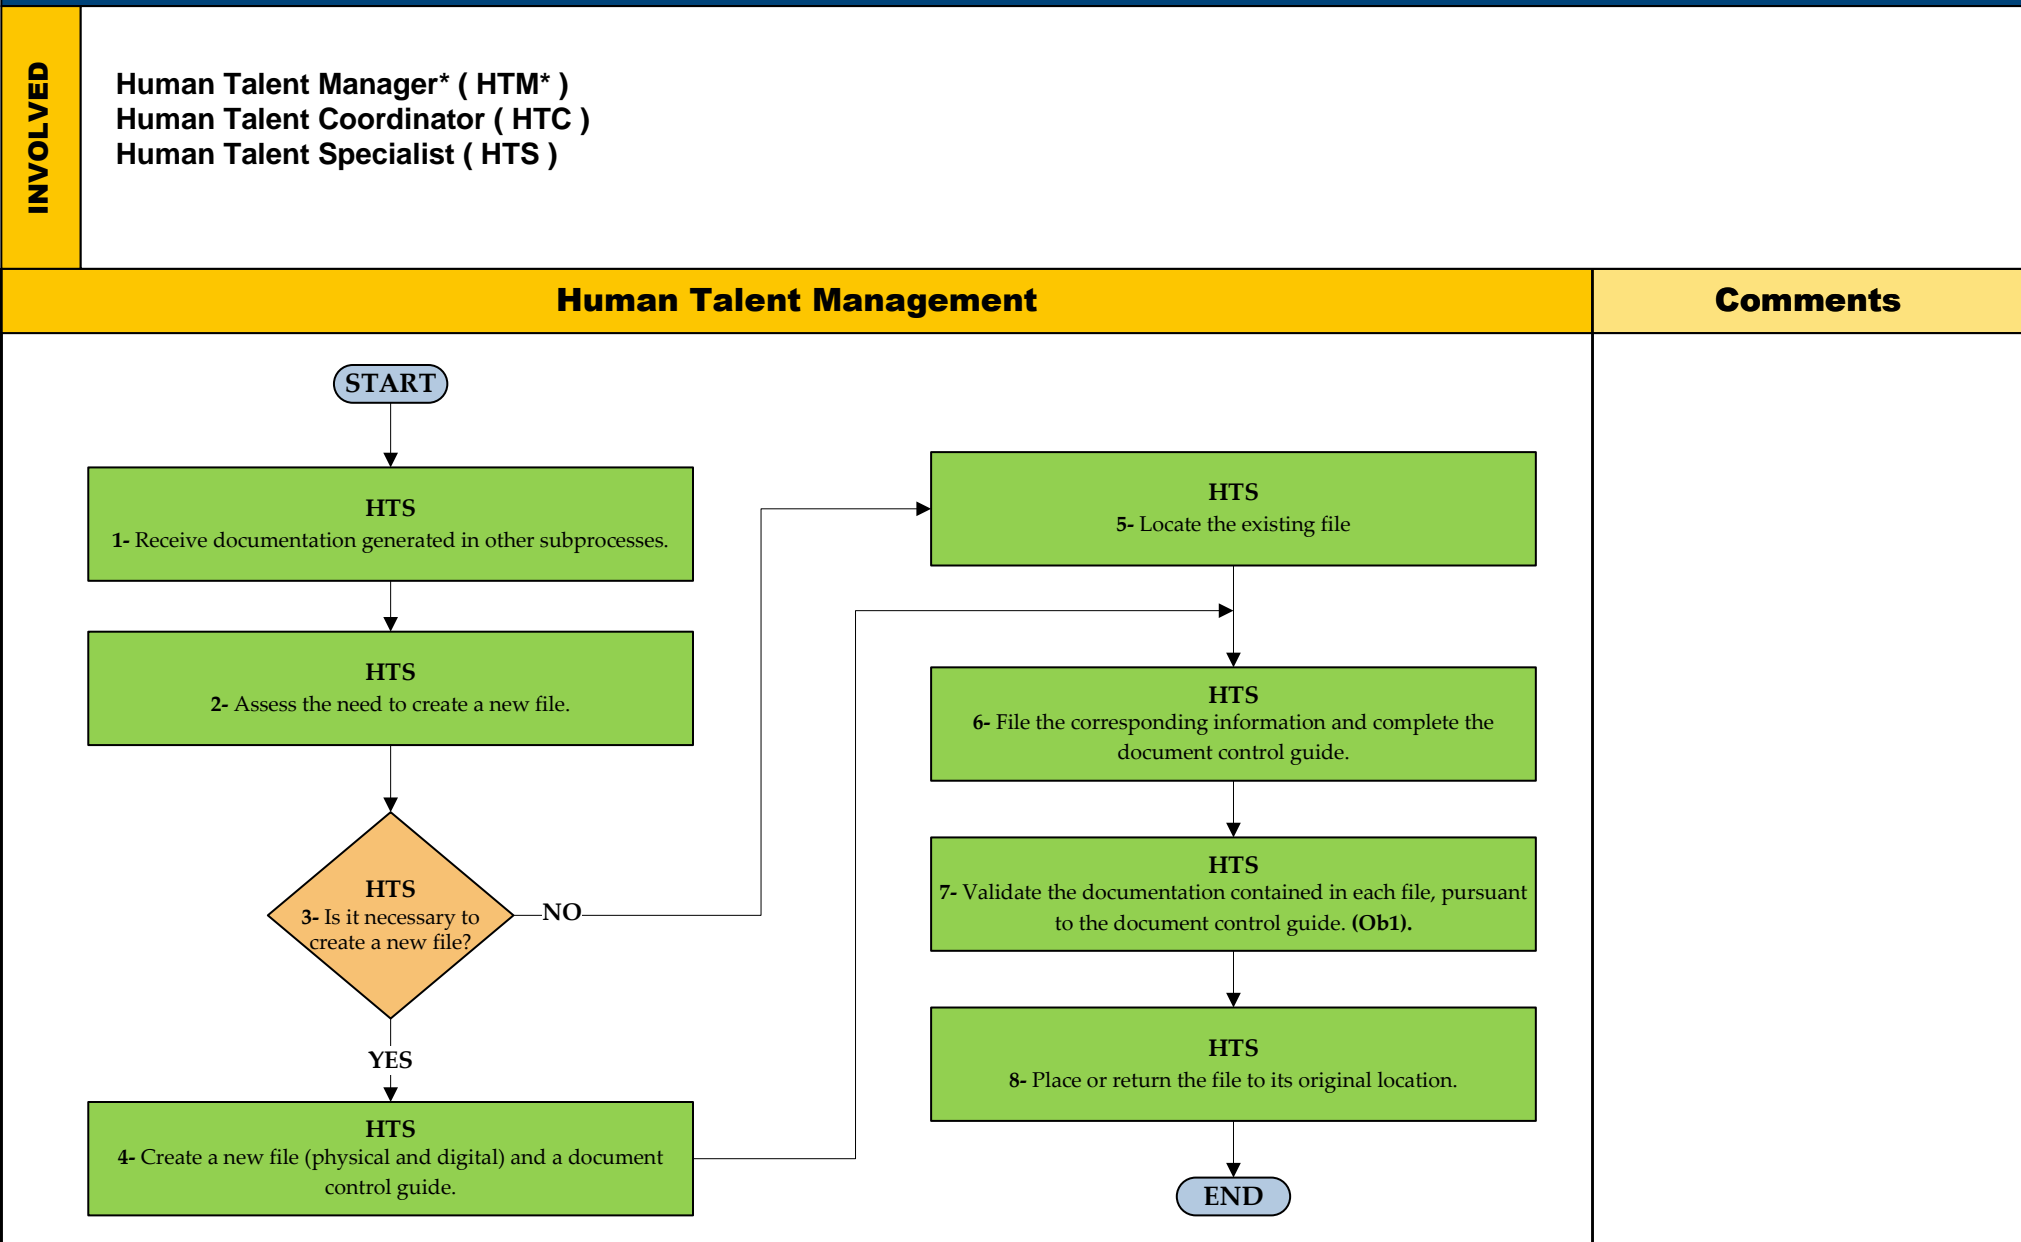 INVOLVED
Human Talent Manager* ( HTM* )
Human Talent Coordinator ( HTC )
Human Talent Specialist ( HTS )
Human Talent Management
Comments
START
HTS
1- Receive documentation generated in other subprocesses.
HTS
2- Assess the need to create a new file.
HTS
3- Is it necessary to
create a new file?
NO
YES
HTS
4- Create a new file (physical and digital) and a document
control guide.
HTS
5- Locate the existing file
HTS
6- File the corresponding information and complete the
document control guide.
HTS
7- Validate the documentation contained in each file, pursuant
to the document control guide. (Ob1).
HTS
8- Place or return the file to its original location.
END